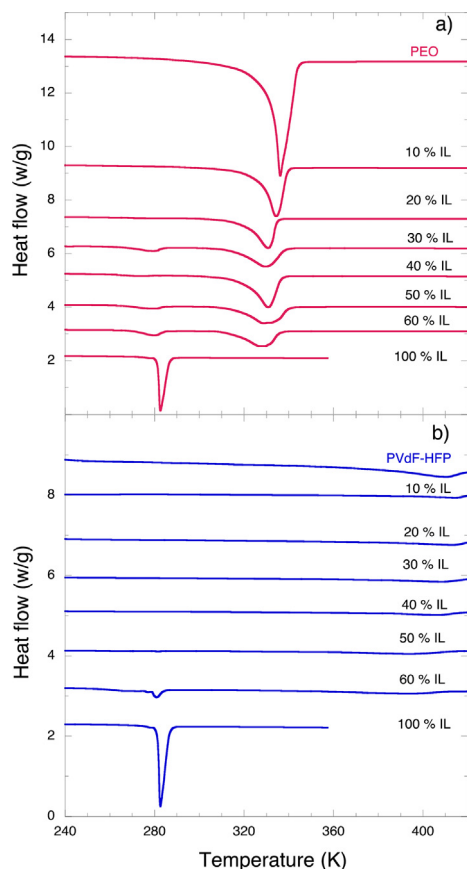 a)
PEO
14
12
10
8
6
4
2
Heat flow (w/g)
10 % IL
20 % IL
30 % IL
40 % IL
50 % IL
60 % IL
100 % IL
b)
PVdF-HFP
8
6
4
2
0
Heat flow (w/g)
10 % IL
20 % IL
30 % IL
40 % IL
50 % IL
60 % IL
100 % IL
240 280 320 360 400
Temperature (K)